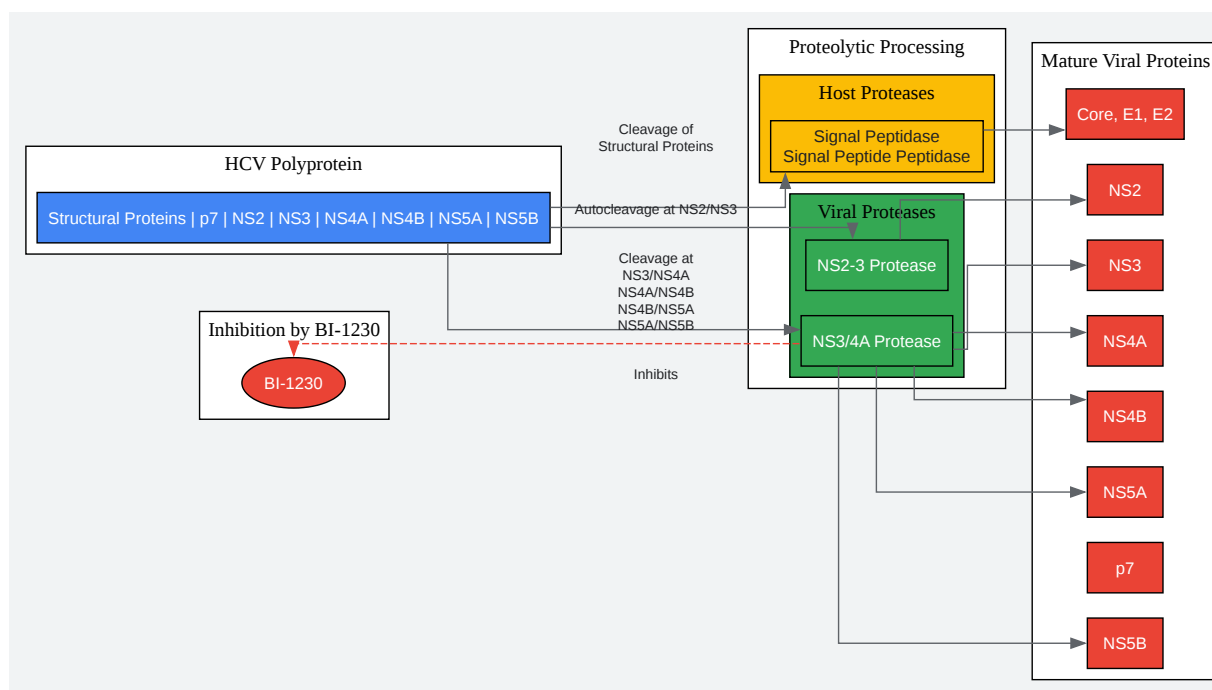 HCV Polyprotein
Structural Proteins | p7 | NS2 | NS3 | NS4A | NS4B | NS5A | NS5B
Inhibition by BI-1230
BI-1230
Cleavage of
Structural Proteins
Autocleavage at NS2/NS3
Cleavage at
NS3/NS4A
NS4A/NS4B
NS4B/NS5A
NS5A/NS5B
Inhibits
Proteolytic Processing
Host Proteases
Signal Peptidase
Signal Peptide Peptidase
Viral Proteases
NS2-3 Protease
NS3/4A Protease
Mature Viral Proteins
Core, E1, E2
NS2
NS3
NS4A
NS4B
NS5A
p7
NS5B